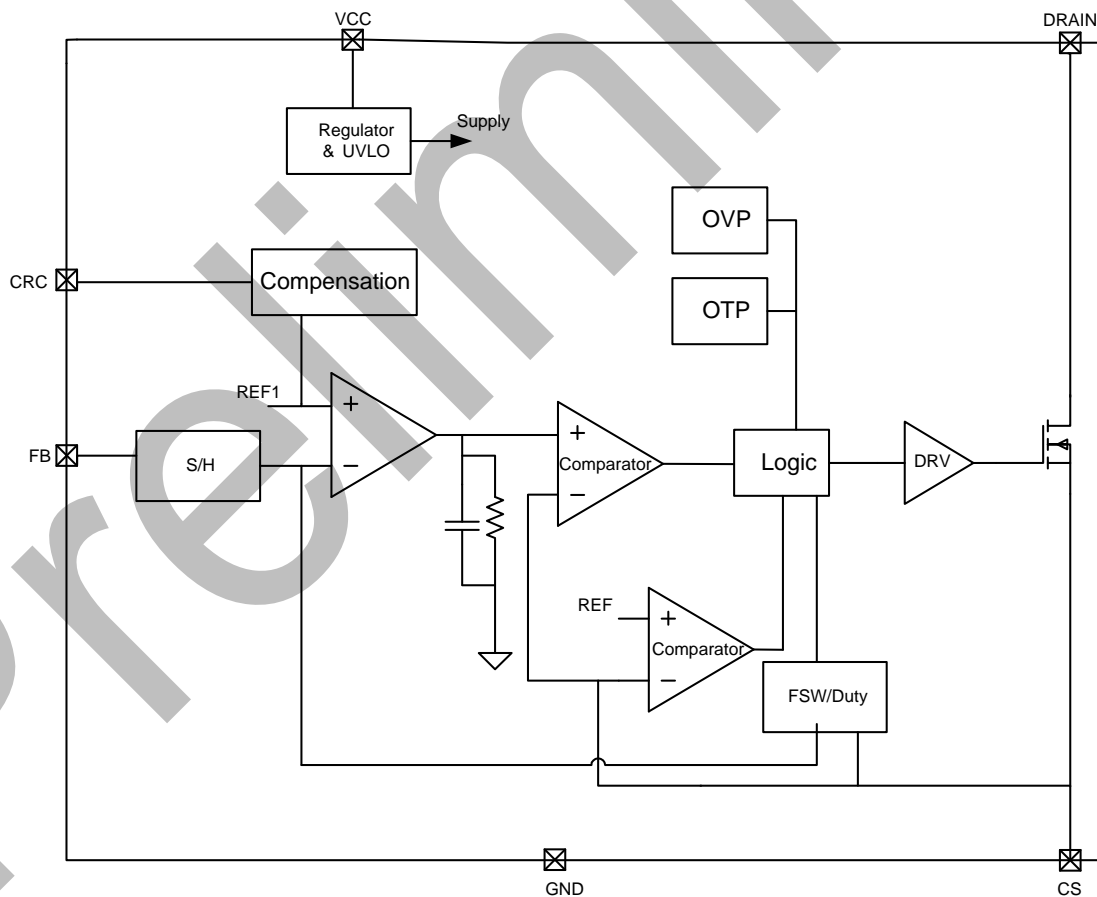 VCC
DRAIN
Regulator
& UVLO
Supply
OVP
CRC
Compensation
OTP
REF1
+
−
FB
S/H
+
Comparator
−
Logic
DRV
REF
+
Comparator
−
FSW/Duty
GND
CS